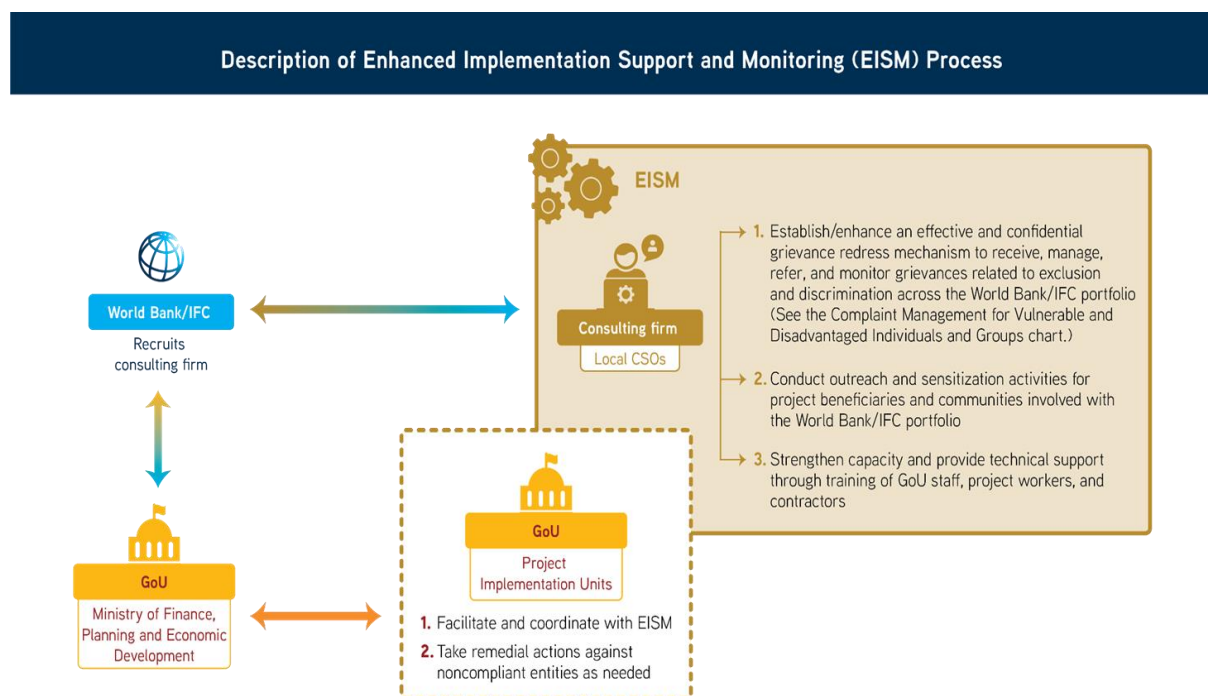 Description of Enhanced Implementation Support and Monitoring (EISM) Process
EISM
1. Establish/enhance an effective and confidential
grievance redress mechanism to receive, manage,
refer, and monitor grievances related to exclusion
and discrimination across the World Bank/IFC portfolio
(See the Complaint Management for Vulnerable and
Disadvantaged Individuals and Groups chart.)
2. Conduct outreach and sensitization activities for
project beneficiaries and communities involved with
the World Bank/IFC portfolio
3. Strengthen capacity and provide technical support
through training of GoU staff, project workers, and
contractors
Consulting firm
Local CSOs
World Bank/IFC
Recruits
consulting firm
GoU
Ministry of Finance,
Planning and Economic
Development
GoU
Project
Implementation Units
1. Facilitate and coordinate with EISM
2. Take remedial actions against
noncompliant entities as needed